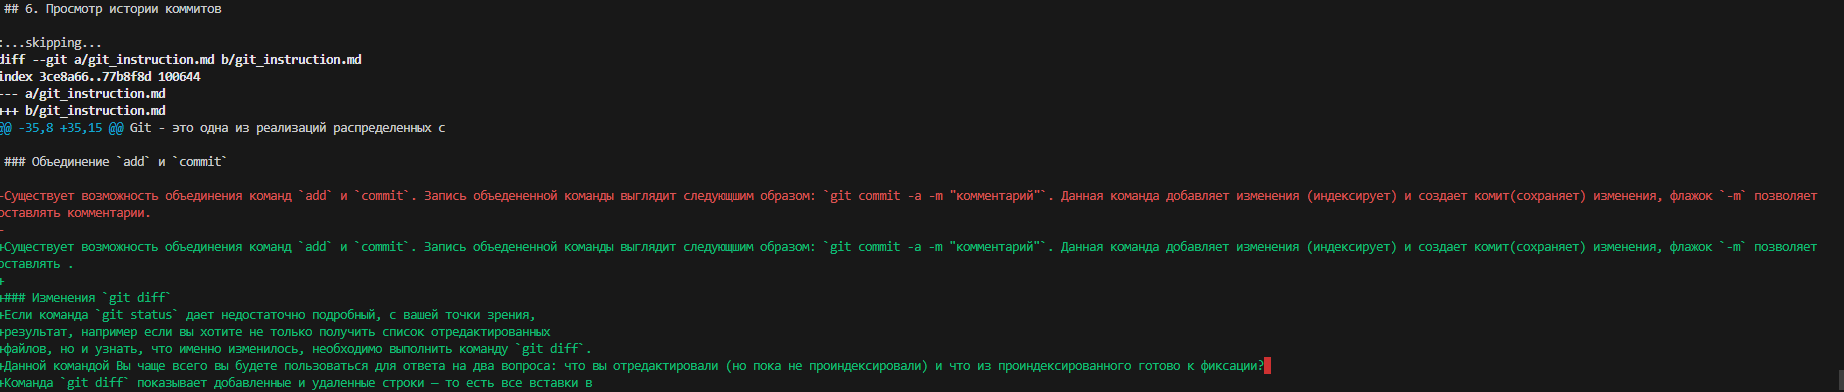 ## 6. Просмотр истории коммитов
:...skipping...
diff --git a/git_instruction.md b/git_instruction.md
index 3ce8a66..77b8f8d 100644
--- a/git_instruction.md
+++ b/git_instruction.md
@@ -35,8 +35,15 @@ Git - это одна из реализаций распределенных с
### Объединение `add` и `commit`
-Существует возможность объединения команд `add` и `commit`. Запись объедененной команды выглядит следующшим образом: `git commit -a -m "комментарий"`. Данная команда добавляет изменения (индексирует) и создает комит(сохраняет) изменения, флажок `-m` позволяет
оставлять комментарии.
-
+Существует возможность объединения команд `add` и `commit`. Запись объедененной команды выглядит следующшим образом: `git commit -a -m "комментарий"`. Данная команда добавляет изменения (индексирует) и создает комит(сохраняет) изменения, флажок `-m` позволяет
оставлять .
+
+### Изменения `git diff`
+Если команда `git status` дает недостаточно подробный, с вашей точки зрения,
+результат, например если вы хотите не только получить список отредактированных
+файлов, но и узнать, что именно изменилось, необходимо выполнить команду `git diff`.
+Данной командой Вы чаще всего вы будете пользоваться для ответа на два вопроса: что вы отредактировали (но пока не проиндексировали) и что из проиндексированного готово к фиксации?
+Команда `git diff` показывает добавленные и удаленные строки — то есть все вставки в